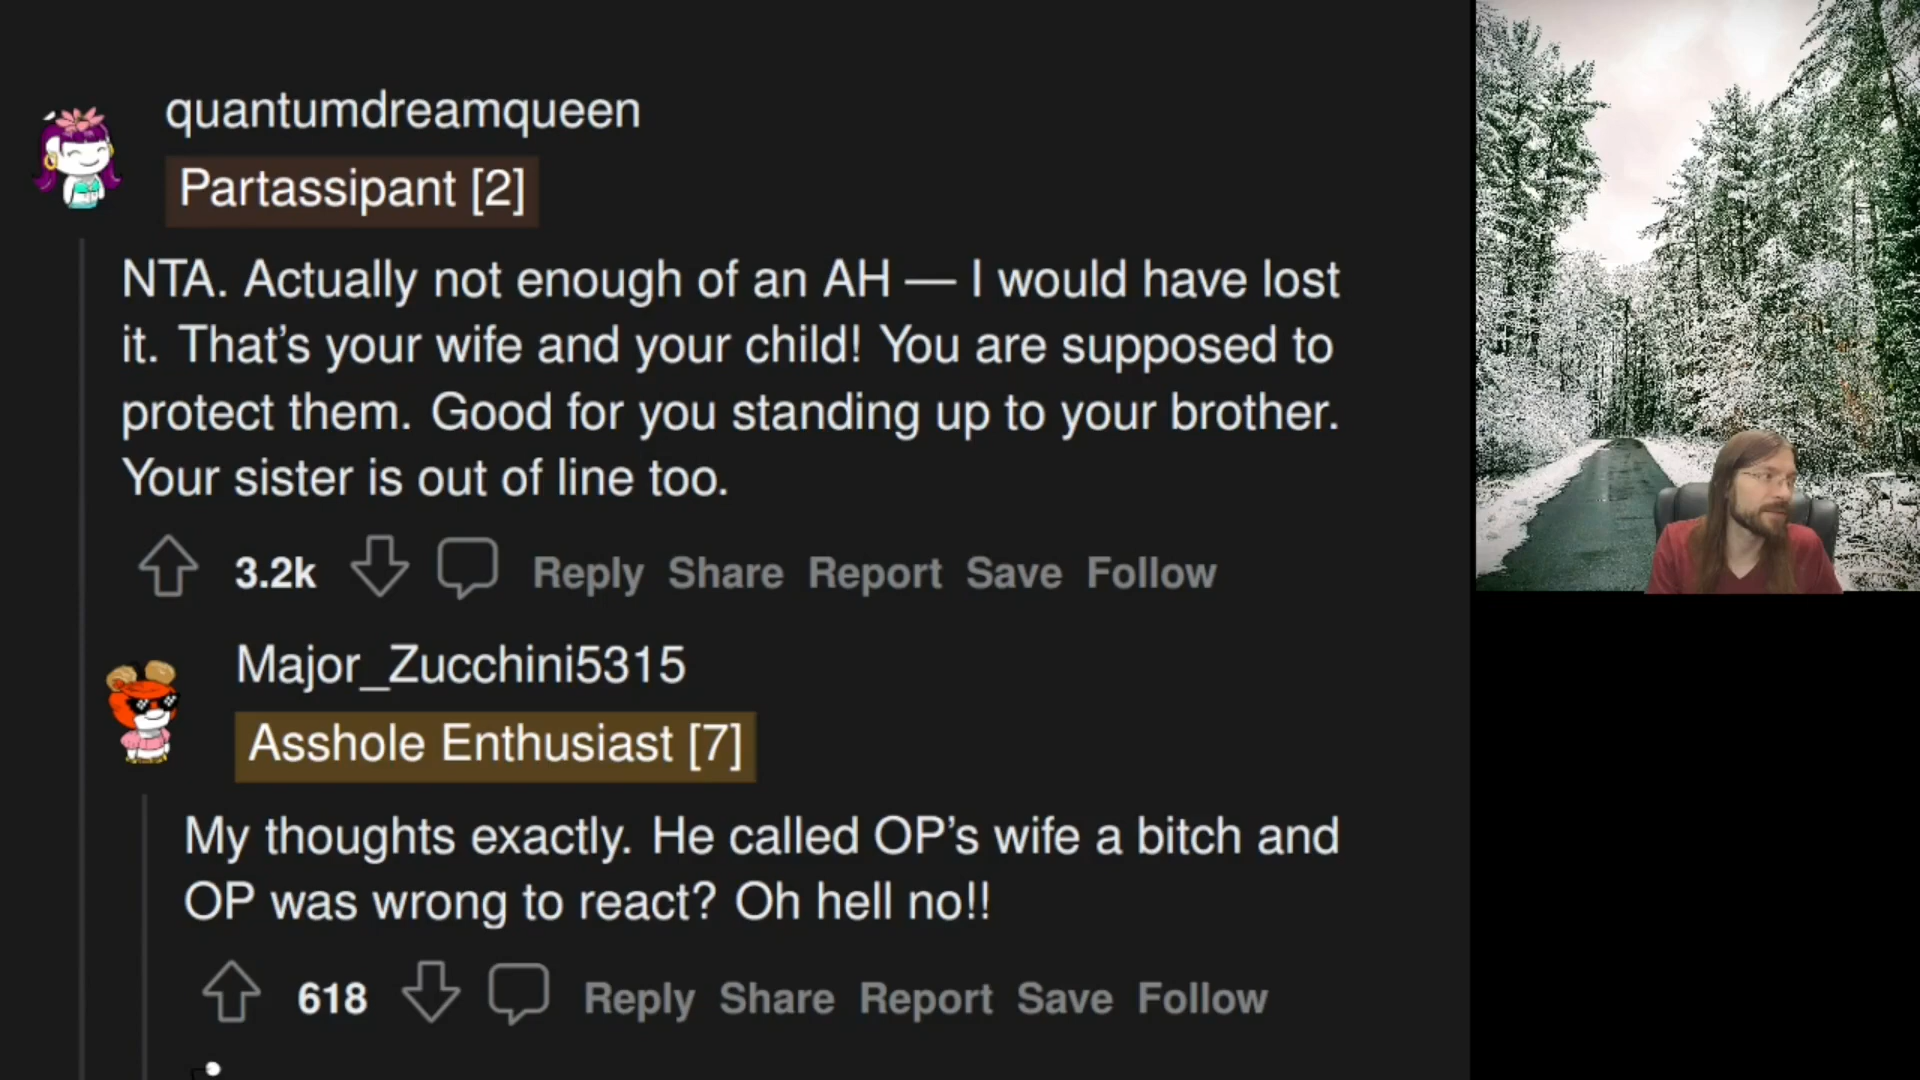 quantumdreamqueen
Partassipant [2]
NTA. Actually not enough of an AH — I would have lost
it. That’s your wife and your child! You are supposed to
protect them. Good for you standing up to your brother.
Your sister is out of line too.
3.2k Reply Share Report Save Follow
Major_Zucchini5315
Asshole Enthusiast [7]
My thoughts exactly. He called OP’s wife a bitch and
OP was wrong to react? Oh hell no!!
618 Reply Share Report Save Follow